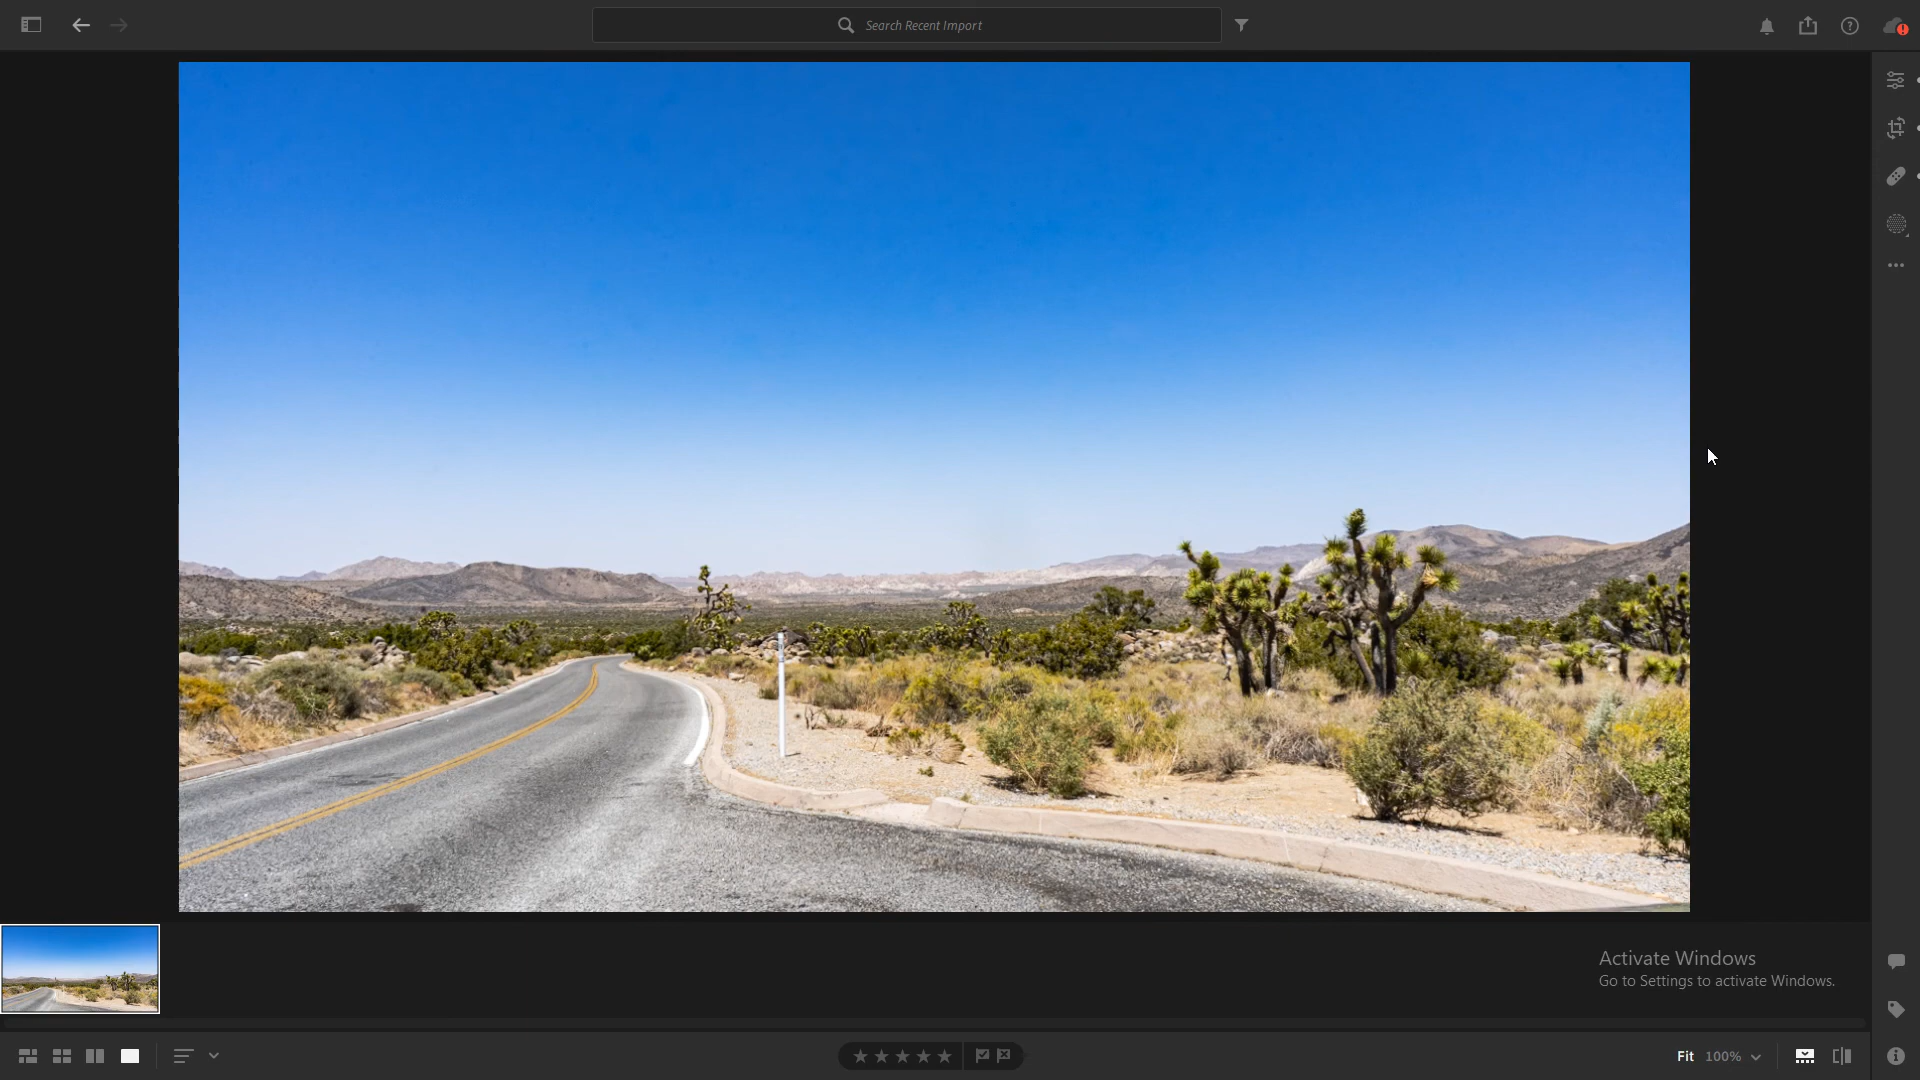 Search Recent Import
Activate Windows
Go to Settings to activate Windows.
Fit 100%